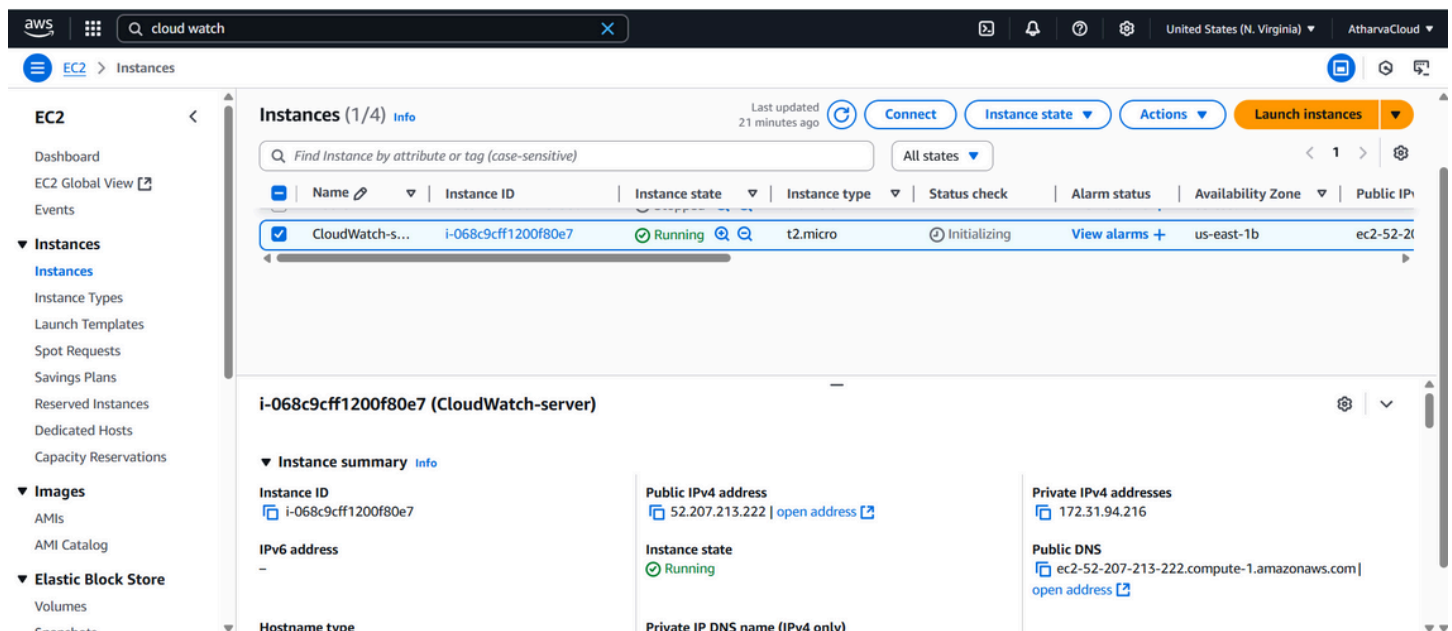 aws
cloud watch
United States (N. Virginia)
AtharvaCloud
EC2 > Instances
EC2
Dashboard
EC2 Global View
Events
Instances
Instances
Instance Types
Launch Templates
Spot Requests
Savings Plans
Reserved Instances
Dedicated Hosts
Capacity Reservations
Images
AMIs
AMI Catalog
Elastic Block Store
Volumes
Snapshots
Instances (1/4) Info
Last updated
21 minutes ago
Connect
Instance state
Actions
Launch instances
Find Instance by attribute or tag (case-sensitive)
All states
1
Name Instance ID Instance state Instance type Status check Alarm status Availability Zone Public IPv
Stopped
CloudWatch-s... i-068c9cff1200f80e7 Running t2.micro Initializing View alarms + us-east-1b ec2-52-20
i-068c9cff1200f80e7 (CloudWatch-server)
Instance summary Info
Instance ID
i-068c9cff1200f80e7
Public IPv4 address
52.207.213.222 | open address
Private IPv4 addresses
172.31.94.216
IPv6 address
–
Instance state
Running
Public DNS
ec2-52-207-213-222.compute-1.amazonaws.com |
open address
Hostname type
Private IP DNS name (IPv4 only)